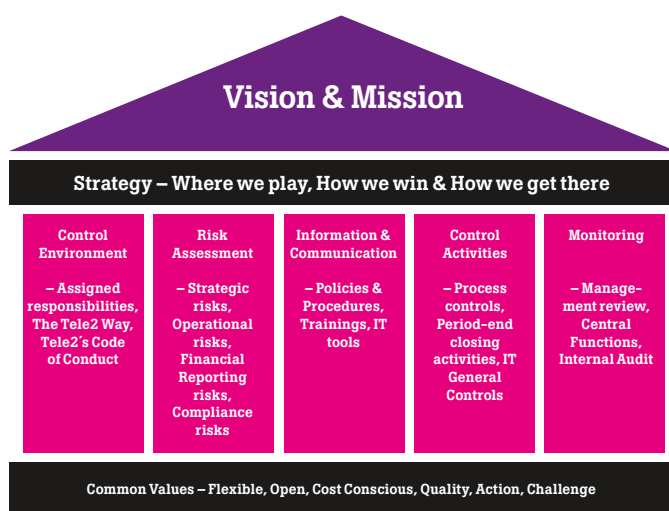 Vision & Mission
Strategy – Where we play, How we win & How we get there
Control
Environment
– Assigned
responsibilities,
The Tele2 Way,
Tele2´s Code
of Conduct
Risk
Assessment
– Strategic
risks,
Operational
risks,
Financial
Reporting
risks,
Compliance
risks
Information &
Communication
– Policies &
Procedures,
Trainings, IT
tools
Control
Activities
– Process
controls,
Period-end
closing
activities, IT
General
Controls
Monitoring
– Manage-
ment review,
Central
Functions,
Internal Audit
Common Values – Flexible, Open, Cost Conscious, Quality, Action, Challenge